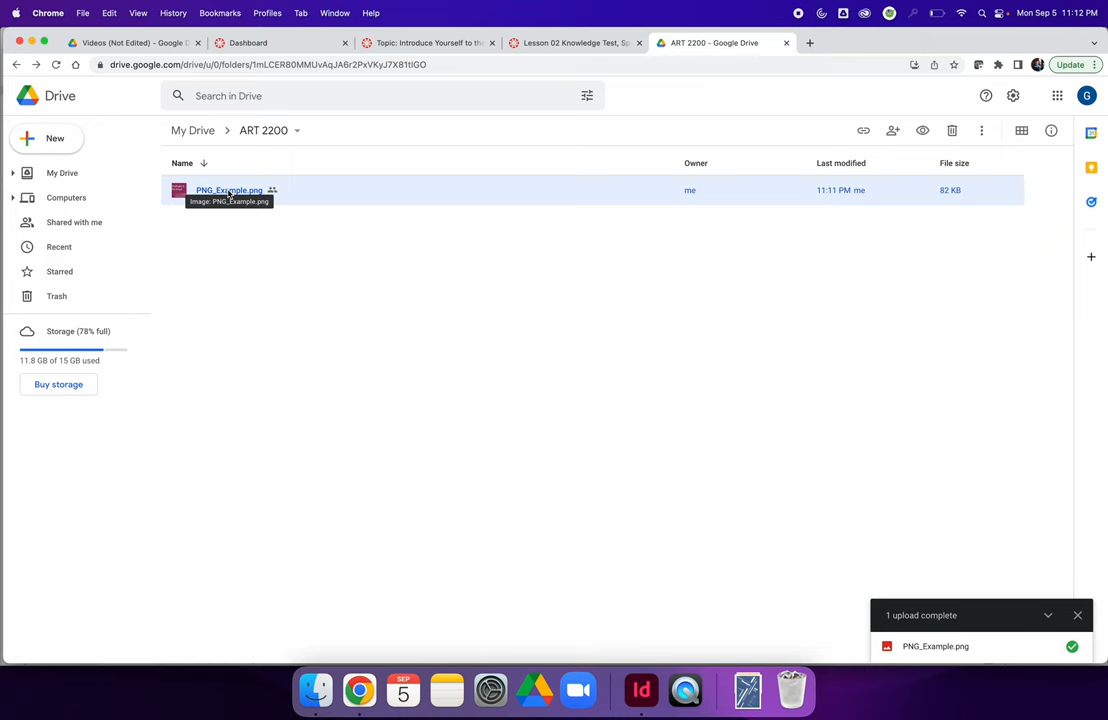 Chrome File Edit View History Bookmarks Profiles Tab Window Help Mon Sep 5 11:12 PM
Videos (Not Edited) - Google D Dashboard Topic: Introduce Yourself to the Lesson 02 Knowledge Test, Sp ART 2200 - Google Drive
drive.google.com/drive/u/0/folders/1mLCER80MMUvAqJA6r2PxVKyJ7X81tIGO Update
Drive Search in Drive G
New My Drive ART 2200
Name Owner Last modified File size
My Drive
PNG_Example.png me 11:11 PM me 82 KB
Image: PNG_Example.png
Computers
Shared with me
Recent
Starred
Trash
Storage (78% full)
11.8 GB of 15 GB used
Buy storage
1 upload complete
PNG_Example.png
SEP
5
Id